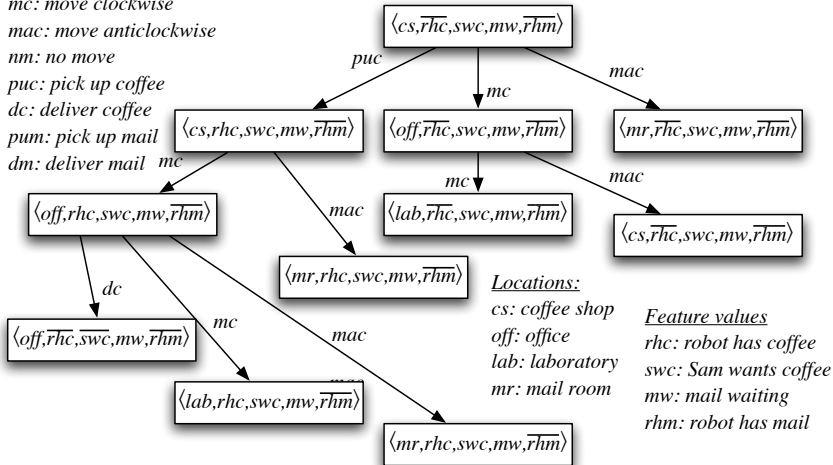 mc: move clockwise
mac: move anticlockwise
nm: no move
puc: pick up coffee
dc: deliver coffee
pum: pick up mail
dm: deliver mail
⟨cs,r̅h̅c̅,swc,mw,r̅h̅m̅⟩
puc
mc
mac
⟨cs,rhc,swc,mw,r̅h̅m̅⟩
⟨off,r̅h̅c̅,swc,mw,r̅h̅m̅⟩
⟨mr,r̅h̅c̅,swc,mw,r̅h̅m̅⟩
mc
mac
mc
mac
⟨off,rhc,swc,mw,r̅h̅m̅⟩
⟨lab,r̅h̅c̅,swc,mw,r̅h̅m̅⟩
⟨cs,r̅h̅c̅,swc,mw,r̅h̅m̅⟩
⟨mr,rhc,swc,mw,r̅h̅m̅⟩
dc
mc
mac
⟨off,r̅h̅c̅,s̅w̅c̅,mw,r̅h̅m̅⟩
⟨lab,rhc,swc,mw,r̅h̅m̅⟩
⟨mr,rhc,swc,mw,r̅h̅m̅⟩
Locations:
cs: coffee shop
off: office
lab: laboratory
mr: mail room
Feature values
rhc: robot has coffee
swc: Sam wants coffee
mw: mail waiting
rhm: robot has mail